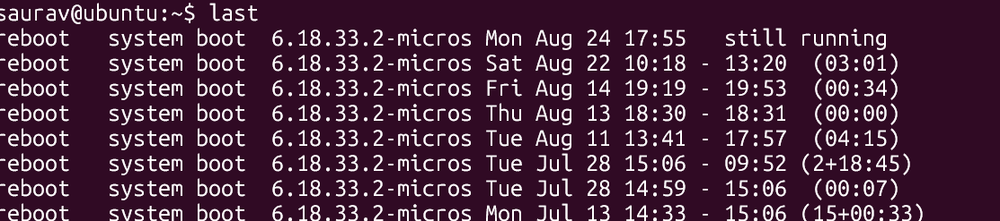 saurav@ubuntu:~$ last
reboot   system boot  6.18.33.2-micros Mon Aug 24 17:55   still running
reboot   system boot  6.18.33.2-micros Sat Aug 22 10:18 - 13:20  (03:01)
reboot   system boot  6.18.33.2-micros Fri Aug 14 19:19 - 19:53  (00:34)
reboot   system boot  6.18.33.2-micros Thu Aug 13 18:30 - 18:31  (00:00)
reboot   system boot  6.18.33.2-micros Tue Aug 11 13:41 - 17:57  (04:15)
reboot   system boot  6.18.33.2-micros Tue Jul 28 15:06 - 09:52 (2+18:45)
reboot   system boot  6.18.33.2-micros Tue Jul 28 14:59 - 15:06  (00:07)
reboot   system boot  6.18.33.2-micros Mon Jul 13 14:33 - 15:06 (15+00:33)